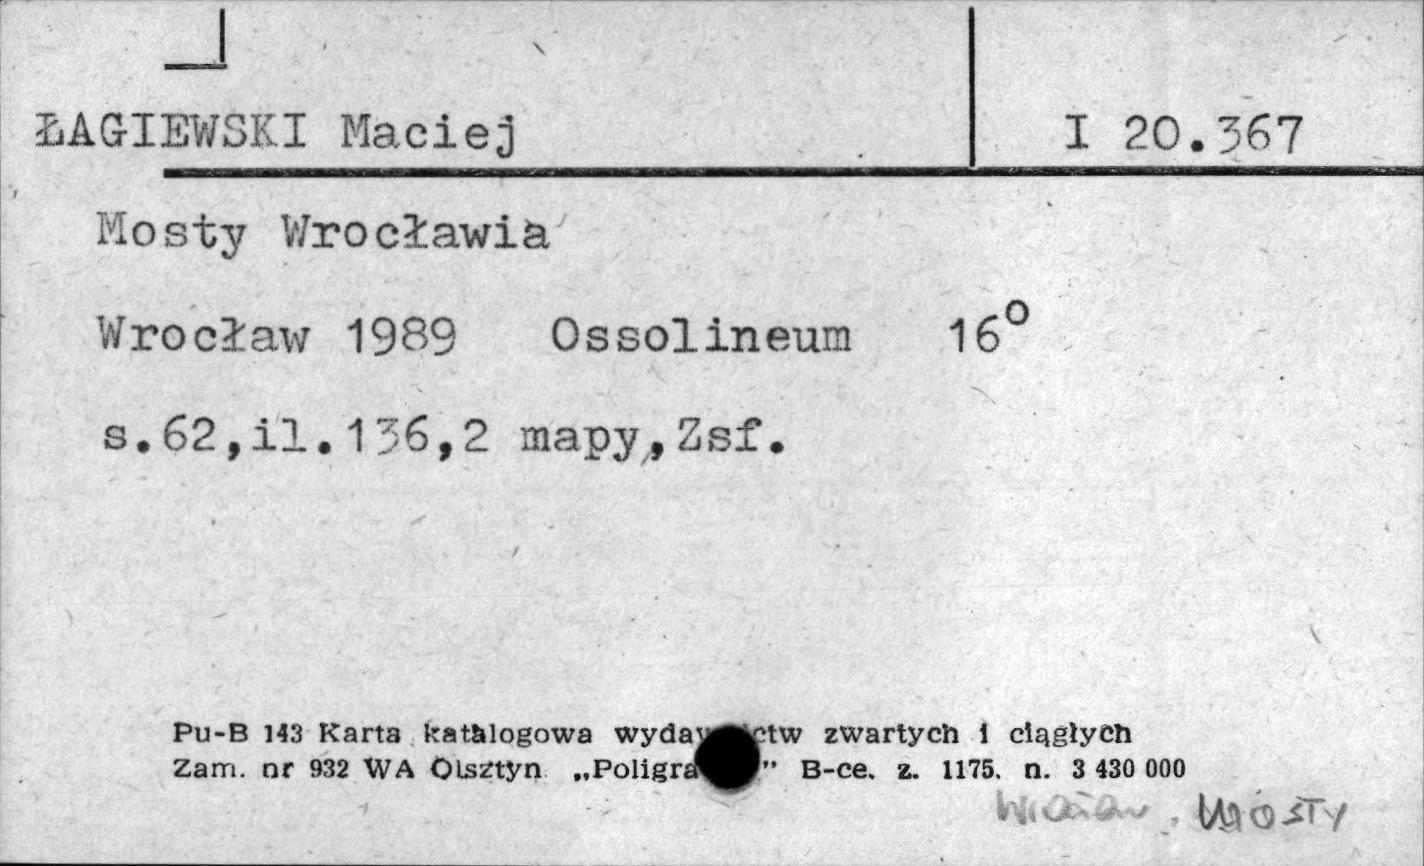 ŁAGIEWSKI Maciej I 20.367
Mosty Wrocławia
Wrocław 1989 Ossolineum 16°
s.62,il.136,2 mapy,Zsf.
Pu-B 143 Karta katalogowa zwartych i ciągłych
Zam. nr 932 WA Olsztyn B-ce. z. 1175. n. 3 430 000
Wrocław. MOSTY